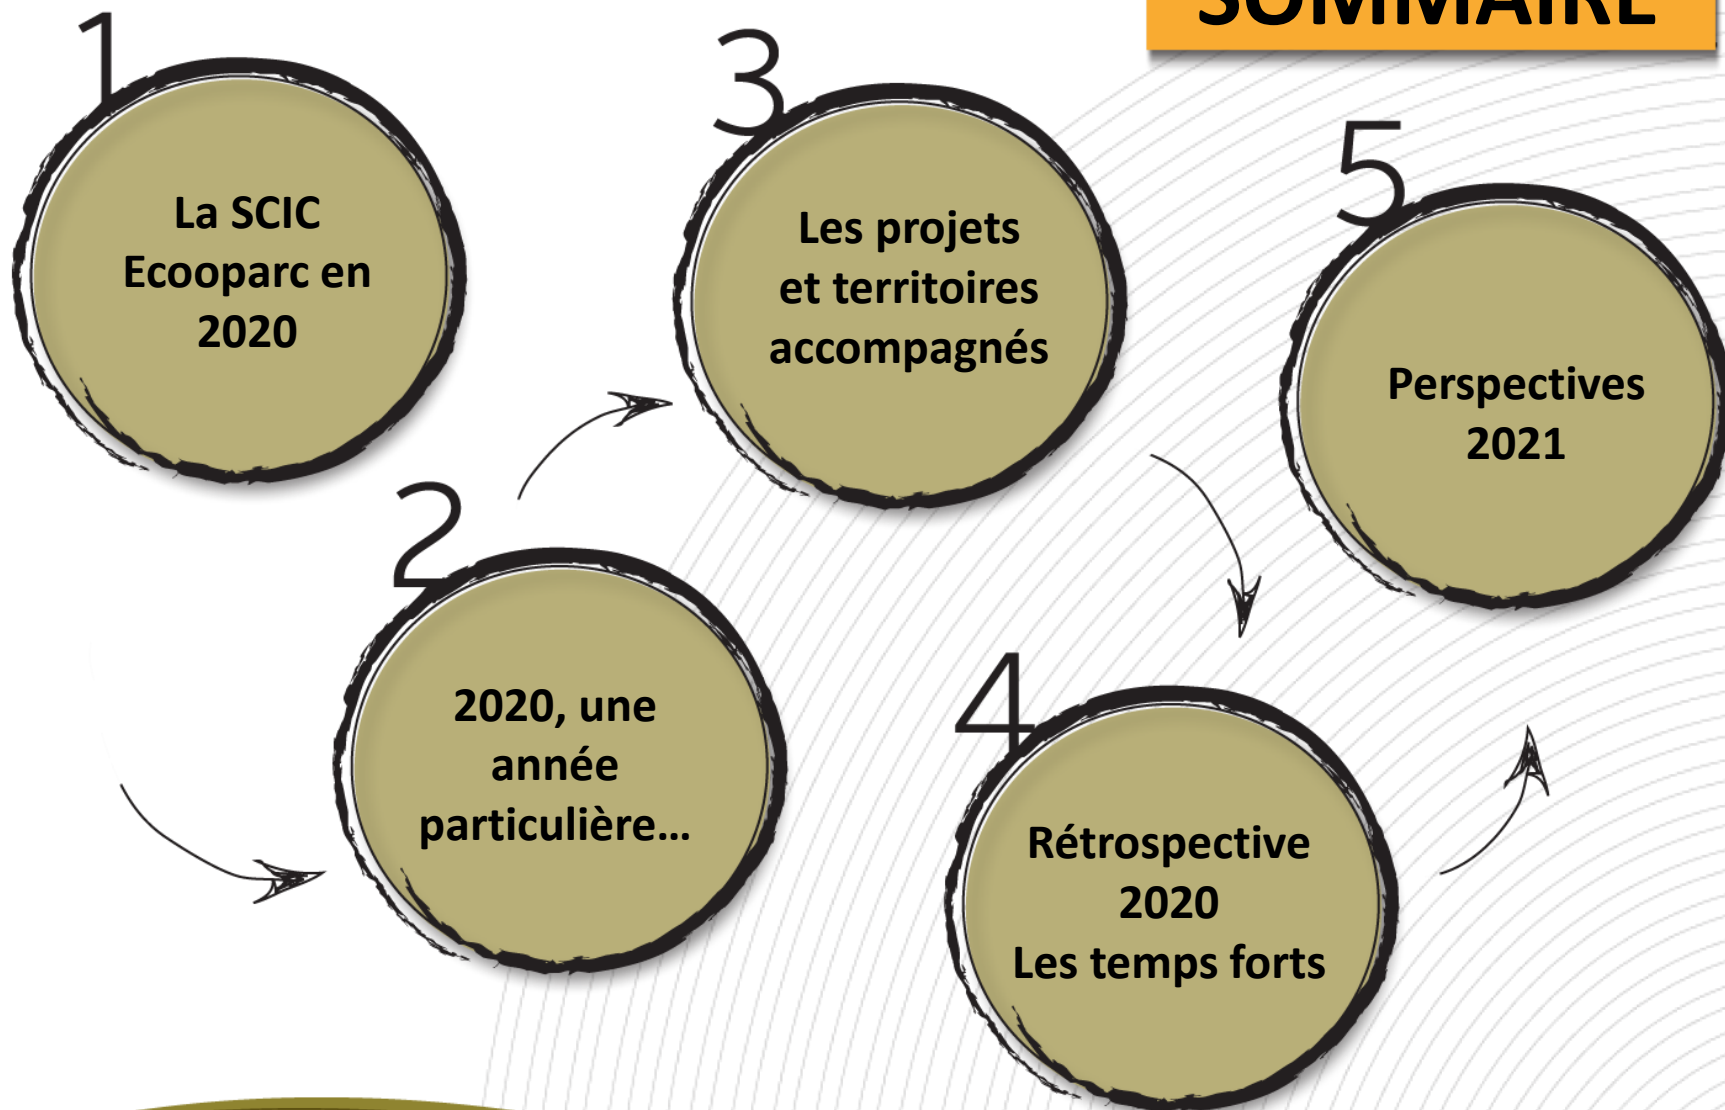 SOMMAIRE
1
La SCIC
Ecooparc en
2020
2
2020, une
année
particulière...
3
Les projets
et territoires
accompagnés
4
Rétrospective
2020
Les temps forts
5
Perspectives
2021